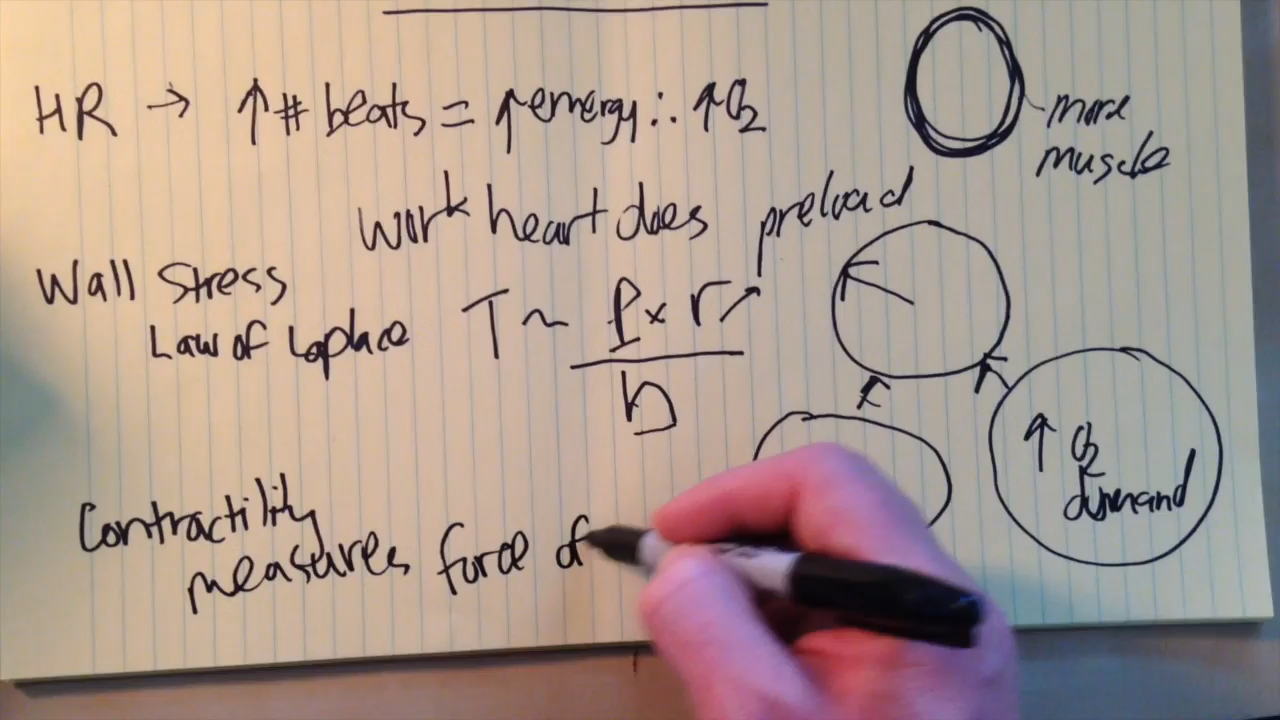 HR → ↑ # beats = ↑ energy ∴ ↑ O2
more
muscle
work heart does
preload
Wall Stress
Law of Laplace
T ~ P x r
h
↑ O2
demand
Contractility
measures force of